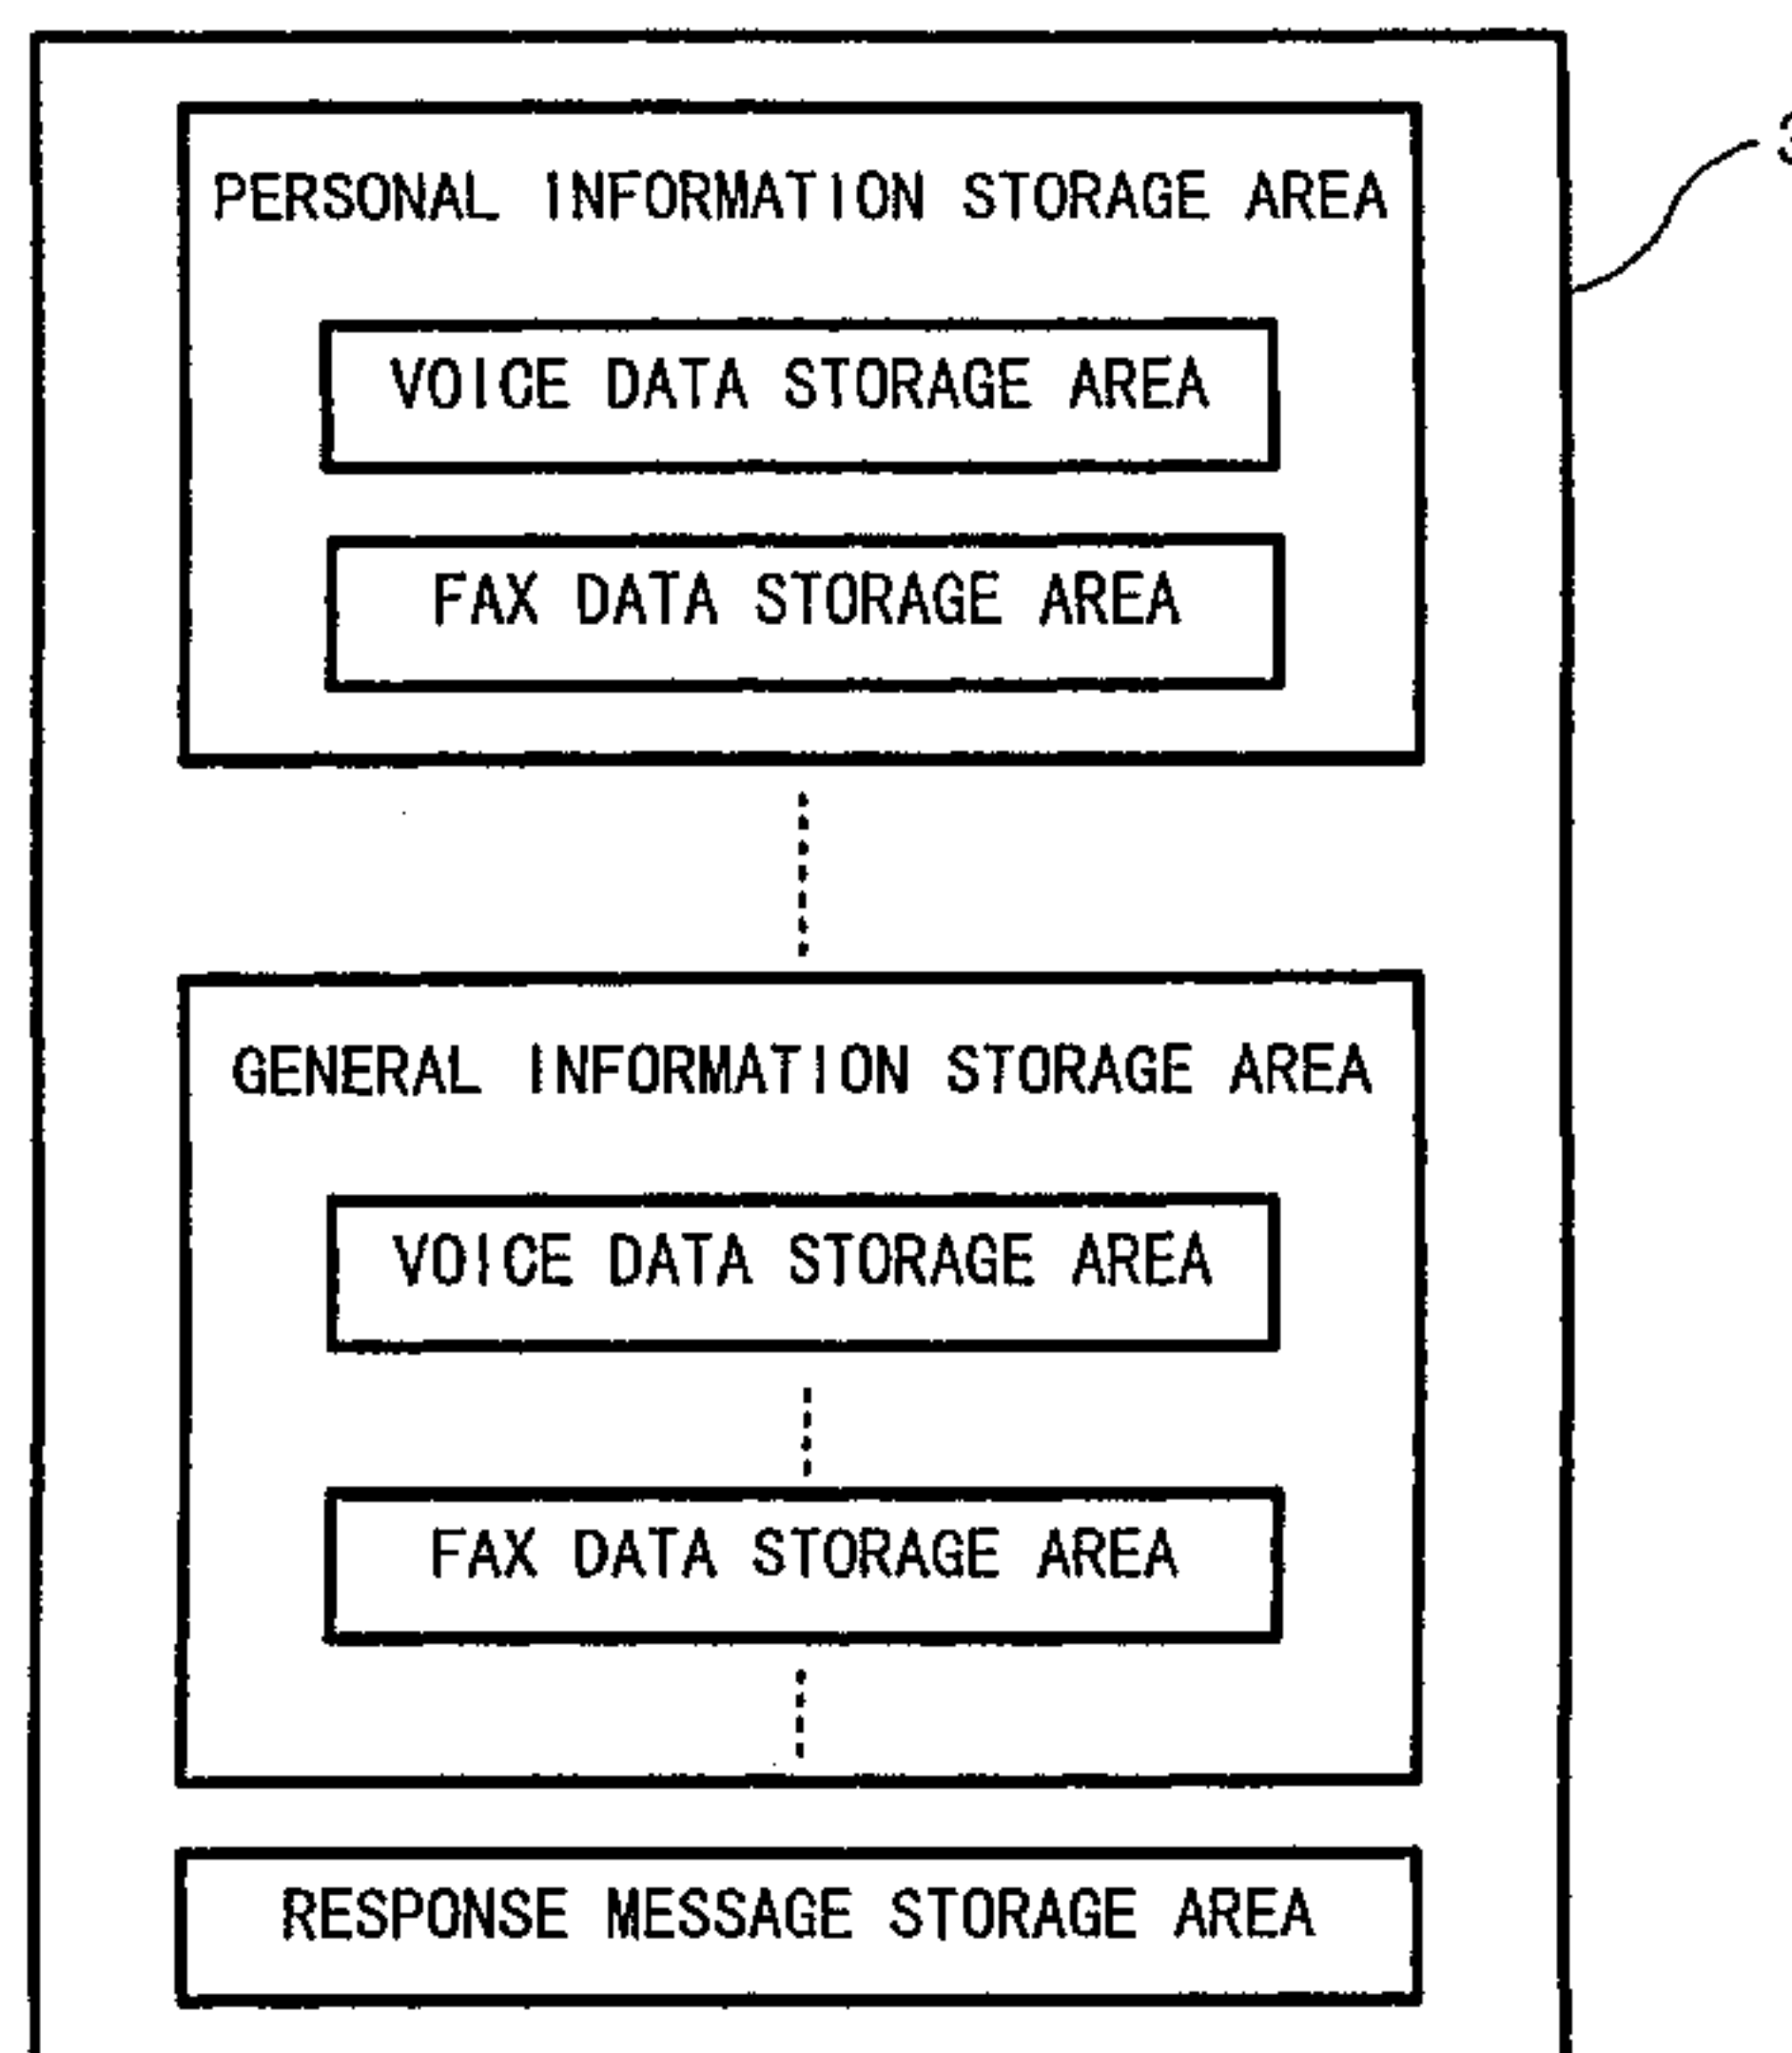 PERSONAL INFORMATION STORAGE AREA
VOICE DATA STORAGE AREA
FAX DATA STORAGE AREA
GENERAL INFORMATION STORAGE AREA
VOICE DATA STORAGE AREA
FAX DATA STORAGE AREA
RESPONSE MESSAGE STORAGE AREA